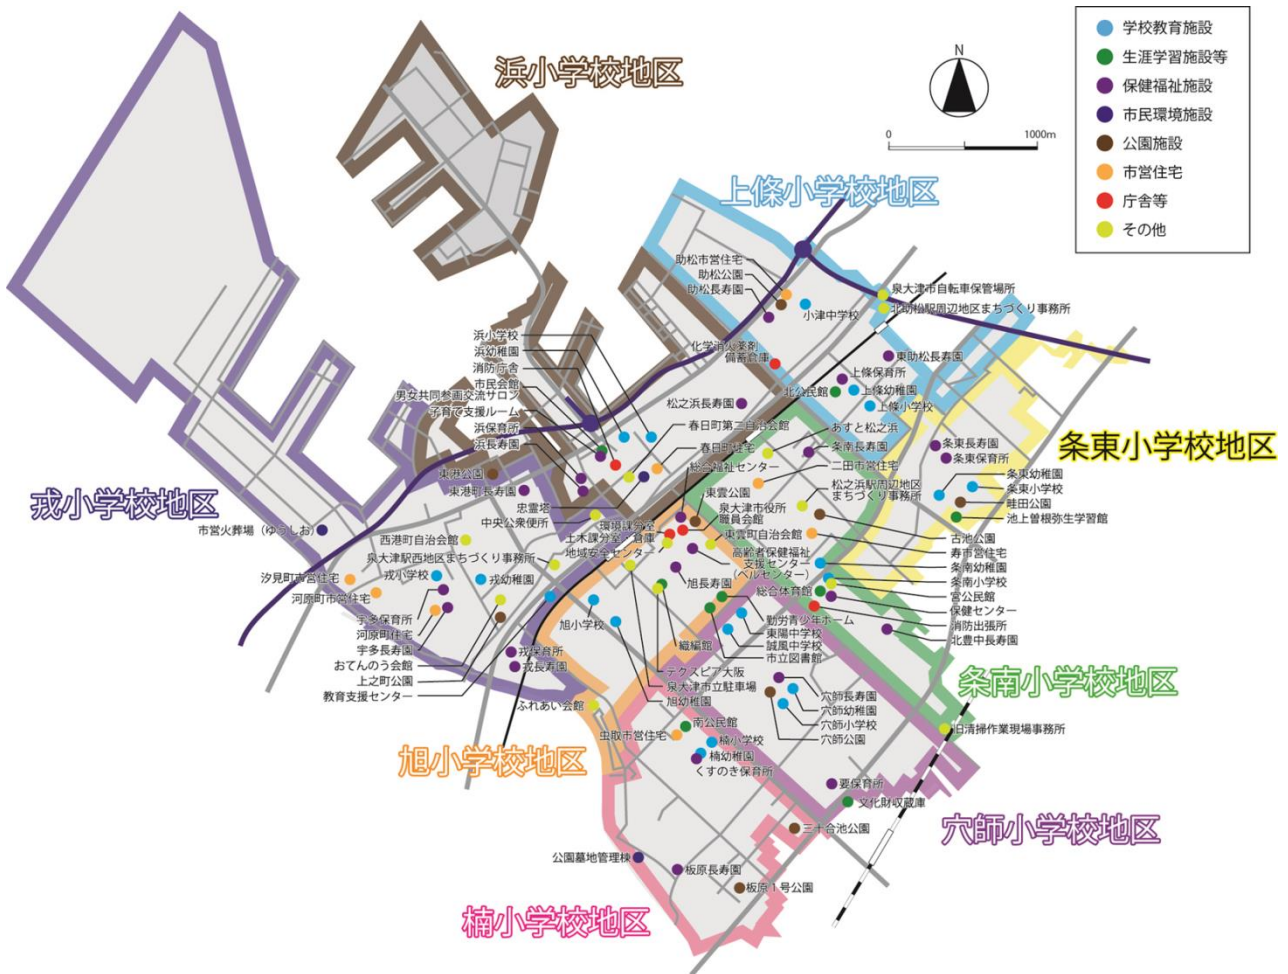 浜小学校地区
N
0
1000m
学校教育施設
生涯学習施設等
保健福祉施設
市民環境施設
公園施設
市営住宅
庁舎等
その他
上條小学校地区
助松市営住宅
助松公園
助松長寿園
小津中学校
泉大津市自転車保管場所
北助松駅周辺地区まちづくり事務所
化学消火薬剤
備蓄倉庫
東助松長寿園
上條保育所
北公民館
上條幼稚園
上條小学校
浜小学校
浜幼稚園
消防庁舎
市民会館
男女共同参画交流サロン
子育て支援ルーム
浜保育所
浜長寿園
松之浜長寿園
春日町第二自治会館
春日町住宅
総合福祉センター
あすと松之浜
条南長寿園
二田市営住宅
松之浜駅周辺地区
まちづくり事務所
条東小学校地区
条東長寿園
条東保育所
条東幼稚園
条東小学校
畦田公園
池上曽根弥生学習館
戎小学校地区
東港公園
東港町長寿園
忠霊塔
中央公衆便所
市営火葬場（ゆうしお）
西港町自治会館
泉大津駅西地区まちづくり事務所
汐見町市営住宅
河原町市営住宅
戎小学校
戎幼稚園
宇多保育所
河原町住宅
宇多長寿園
おてんのう会館
上之町公園
教育支援センター
戎保育所
戎長寿園
東雲公園
泉大津市役所
職員会館
環境課分室
土木課分室・倉庫
地域安全センター
東雲町自治会館
高齢者保健福祉
支援センター
（ベルセンター）
旭長寿園
総合体育館
古池公園
寿市営住宅
条南幼稚園
条南小学校
宮公民館
保健センター
消防出張所
北豊中長寿園
旭小学校
織編館
テクスピア大阪
泉大津市立駐車場
旭幼稚園
勤労青少年ホーム
東陽中学校
誠風中学校
市立図書館
条南小学校地区
旧清掃作業現場事務所
ふれあい会館
旭小学校地区
虫取市営住宅
南公民館
楠小学校
楠幼稚園
くすのき保育所
穴師長寿園
穴師幼稚園
穴師小学校
穴師公園
要保育所
文化財収蔵庫
穴師小学校地区
三十合池公園
公園墓地管理棟
板原長寿園
板原1号公園
楠小学校地区